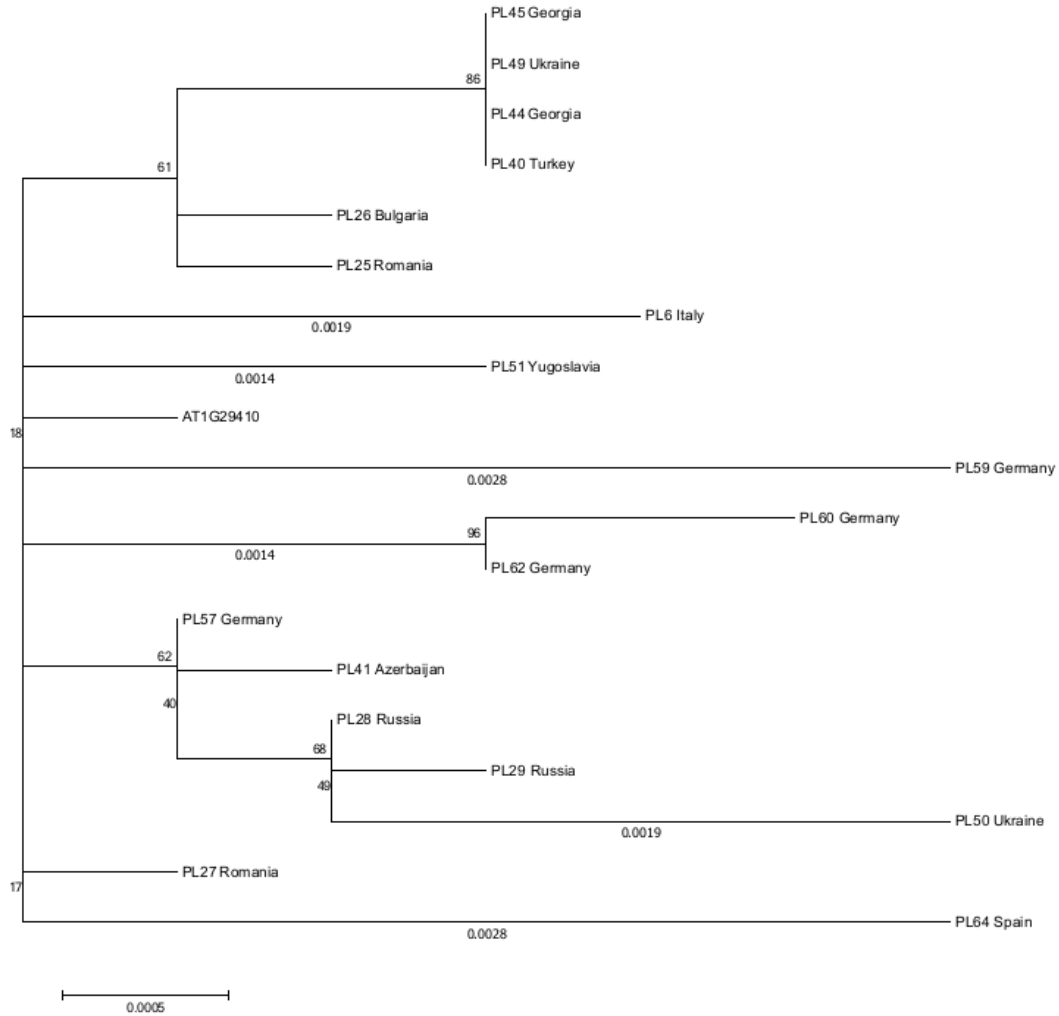 PL45 Georgia
PL49 Ukraine
86
PL44 Georgia
PL40 Turkey
61
PL26 Bulgaria
PL25 Romania
PL6 Italy
0.0019
PL51 Yugoslavia
0.0014
AT1G29410
18
PL59 Germany
0.0028
PL60 Germany
96
0.0014
PL62 Germany
PL57 Germany
62
PL41 Azerbaijan
40
PL28 Russia
68
PL29 Russia
49
PL50 Ukraine
0.0019
PL27 Romania
17
PL64 Spain
0.0028
0.0005